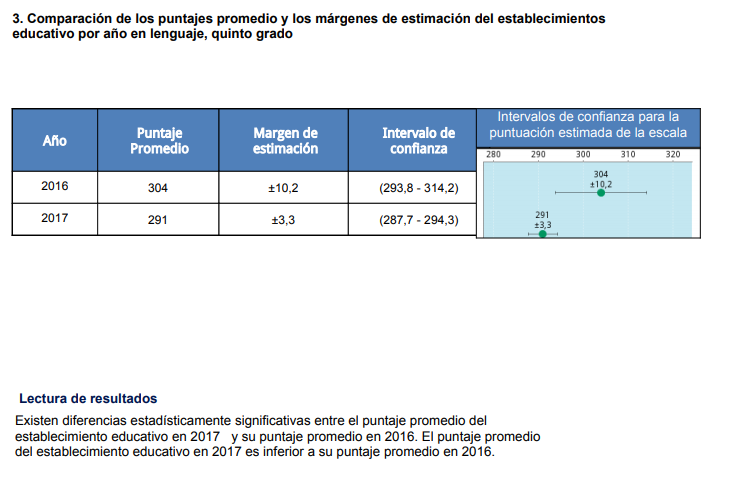 3. Comparación de los puntajes promedio y los márgenes de estimación del establecimientos
educativo por año en lenguaje, quinto grado
Año
Puntaje
Promedio
Margen de
estimación
Intervalo de
confianza
Intervalos de confianza para la
puntuación estimada de la escala
280 290 300 310 320
2016 304 ±10,2 (293,8 - 314,2)
304
±10,2
2017 291 ±3,3 (287,7 - 294,3)
291
±3,3
Lectura de resultados
Existen diferencias estadísticamente significativas entre el puntaje promedio del
establecimiento educativo en 2017 y su puntaje promedio en 2016. El puntaje promedio
del establecimiento educativo en 2017 es inferior a su puntaje promedio en 2016.